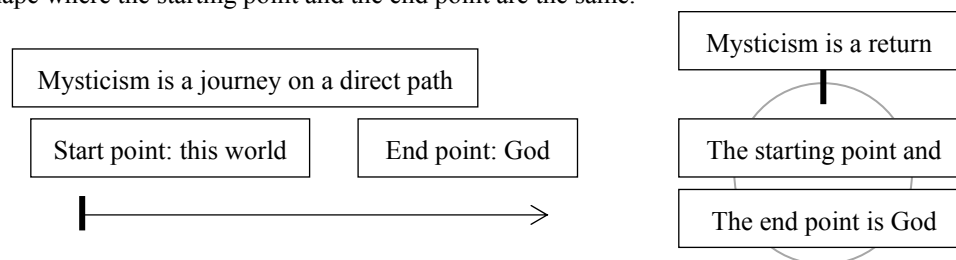 where the starting point and the end point are the same.
Mysticism is a journey on a direct path
Start point: this world
End point: God
Mysticism is a return
The starting point and
The end point is God